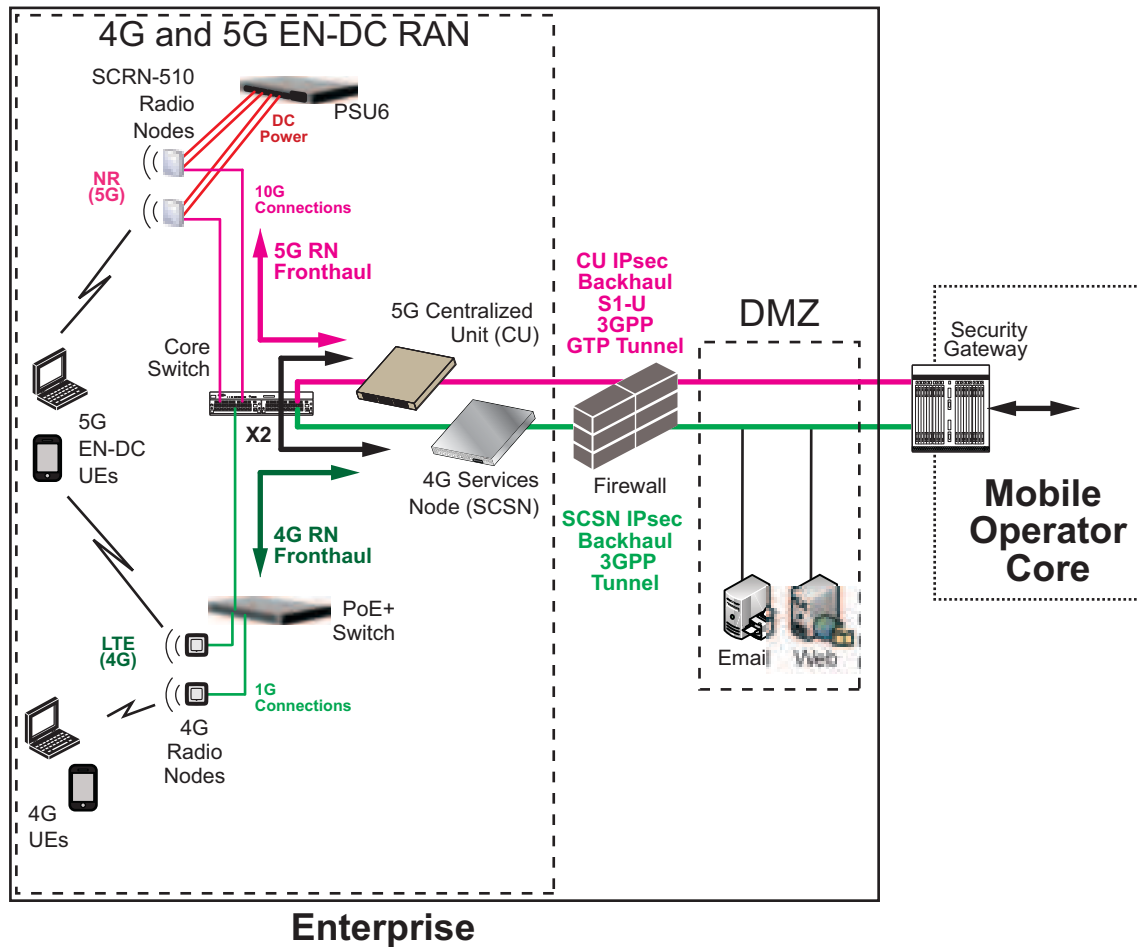 4G and 5G EN-DC RAN
SCRN-510
Radio
Nodes
PSU6
DC
Power
NR
(5G)
10G
Connections
5G RN
Fronthaul
CU IPsec
Backhaul
S1-U
3GPP
GTP Tunnel
5G Centralized
Unit (CU)
DMZ
Security
Gateway
Core
Switch
X2
5G
EN-DC
UEs
4G Services
Node (SCSN)
Firewall
Mobile
Operator
Core
4G RN
Fronthaul
SCSN IPsec
Backhaul
3GPP
Tunnel
PoE+
Switch
LTE
(4G)
Email
Web
1G
Connections
4G
Radio
Nodes
4G
UEs
Enterprise